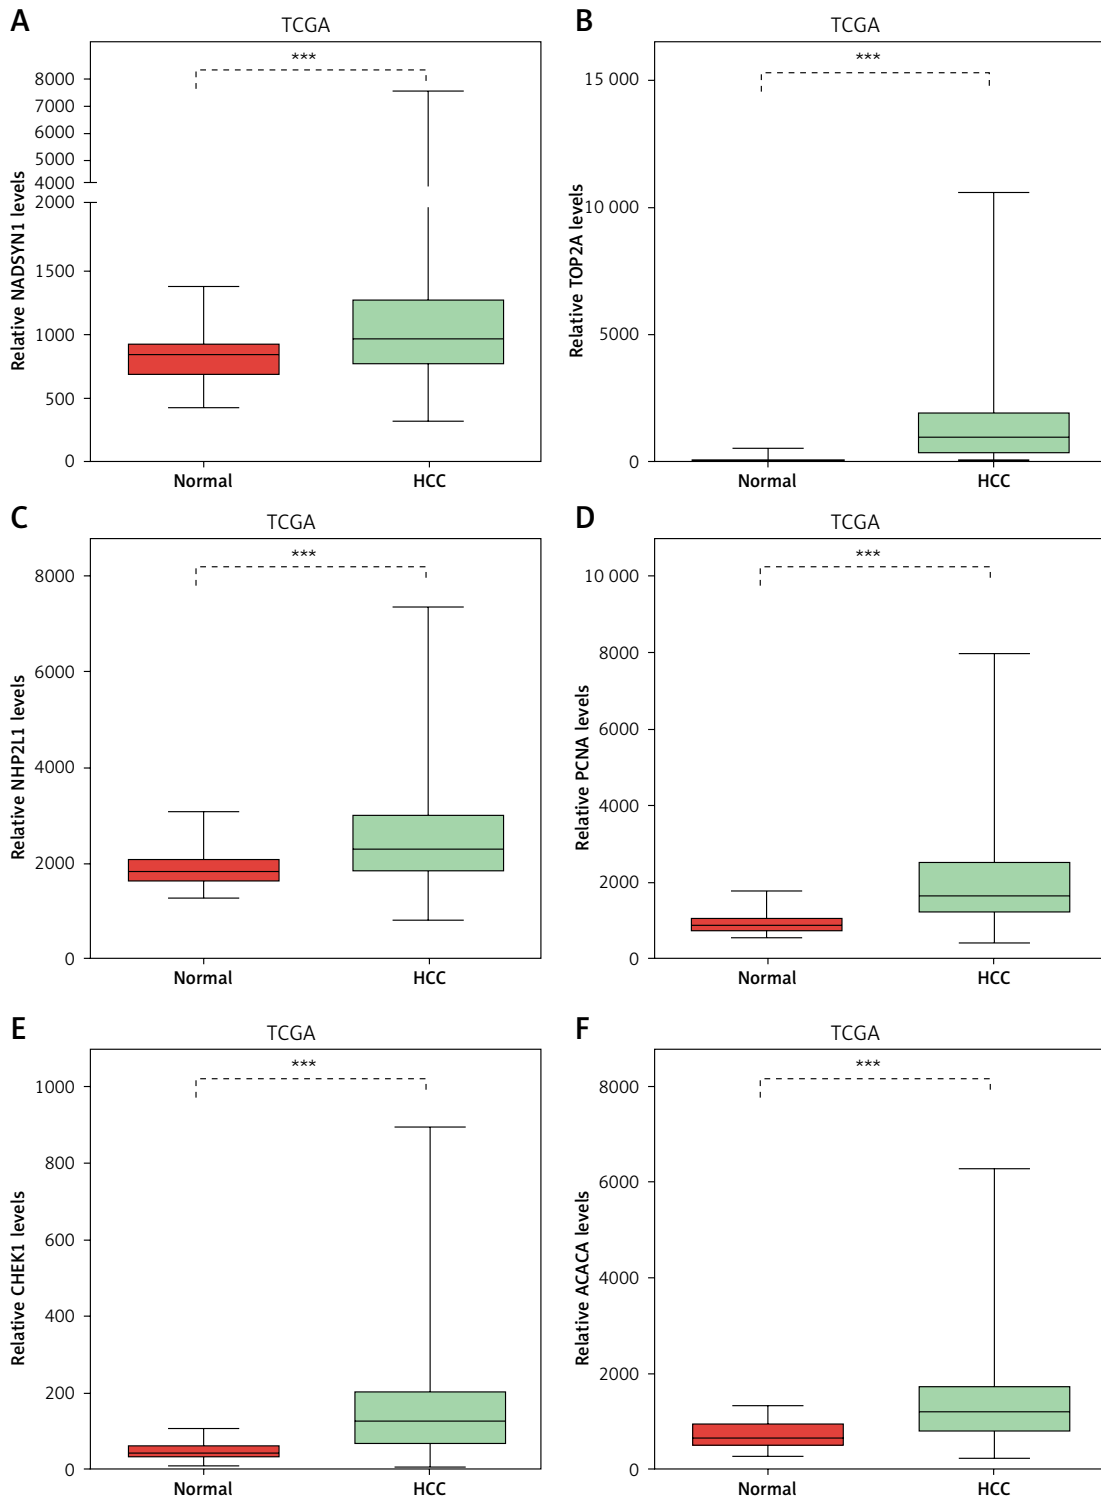 A
TCGA
***
Relative NADSYN1 levels
8000
7000
6000
5000
4000
2000
1500
1000
500
0
Normal HCC
B
TCGA
***
Relative TOP2A levels
15 000
10 000
5000
0
Normal HCC
C
TCGA
***
Relative NHP2L1 levels
8000
6000
4000
2000
0
Normal HCC
D
TCGA
***
Relative PCNA levels
10 000
8000
6000
4000
2000
0
Normal HCC
E
TCGA
***
Relative CHEK1 levels
1000
800
600
400
200
0
Normal HCC
F
TCGA
***
Relative ACACA levels
8000
6000
4000
2000
0
Normal HCC